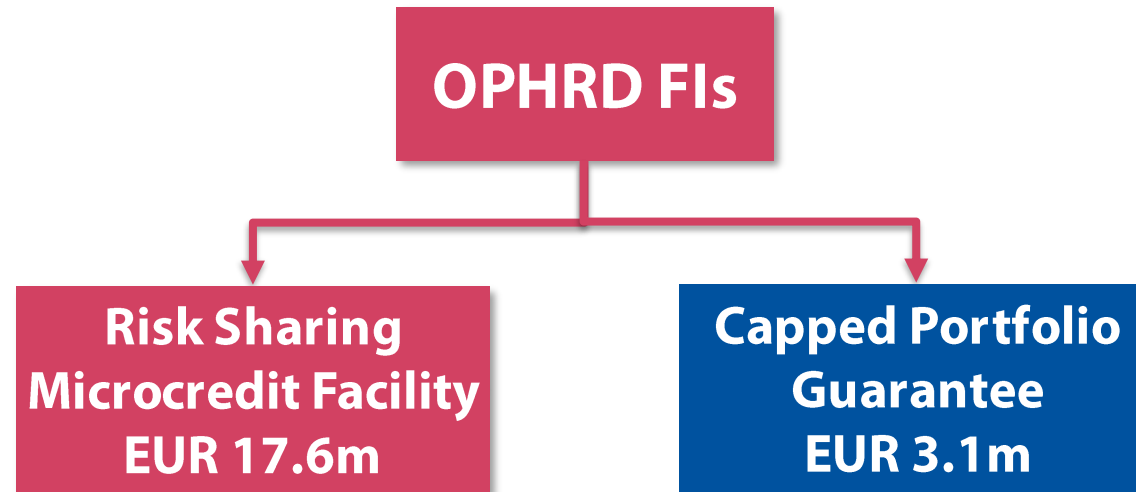 OPHRD FIs
Risk Sharing
Microcredit Facility
EUR 17.6m
Capped Portfolio
Guarantee
EUR 3.1m